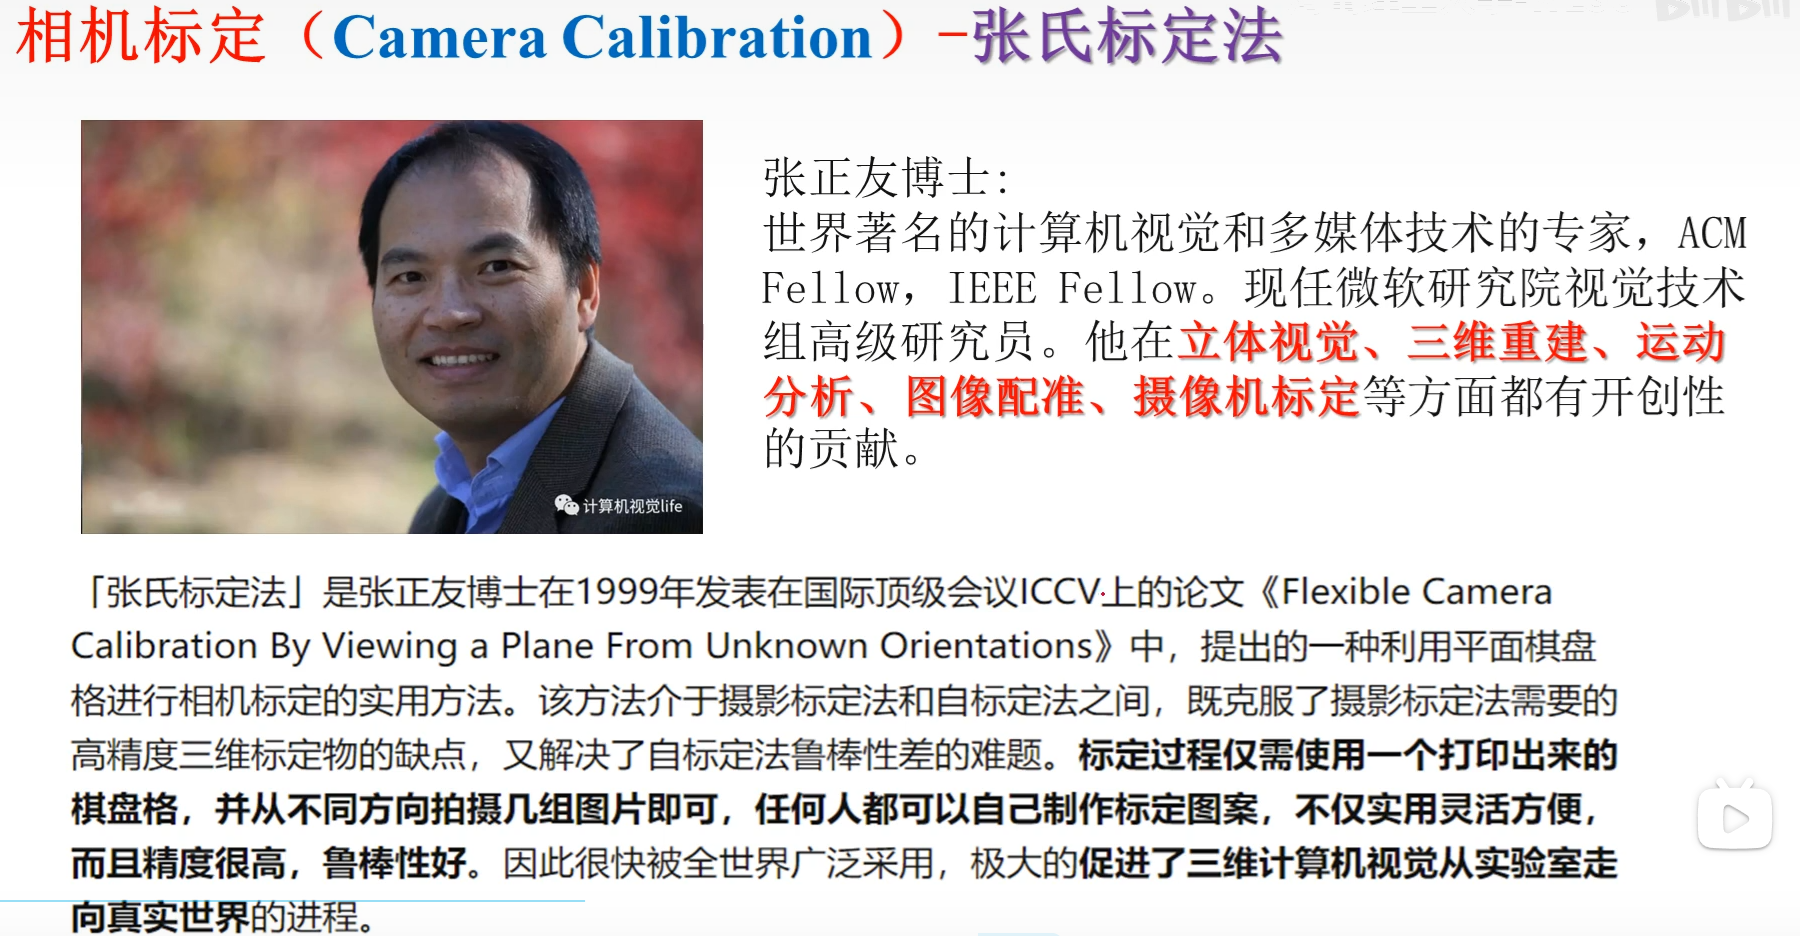 相机标定（Camera Calibration）-张氏标定法
张正友博士:
世界著名的计算机视觉和多媒体技术的专家，ACM
Fellow，IEEE Fellow。现任微软研究院视觉技术
组高级研究员。他在立体视觉、三维重建、运动
分析、图像配准、摄像机标定等方面都有开创性
的贡献。
计算机视觉life
「张氏标定法」是张正友博士在1999年发表在国际顶级会议ICCV上的论文《Flexible Camera
Calibration By Viewing a Plane From Unknown Orientations》中，提出的一种利用平面棋盘
格进行相机标定的实用方法。该方法介于摄影标定法和自标定法之间，既克服了摄影标定法需要的
高精度三维标定物的缺点，又解决了自标定法鲁棒性差的难题。标定过程仅需使用一个打印出来的
棋盘格，并从不同方向拍摄几组图片即可，任何人都可以自己制作标定图案，不仅实用灵活方便，
而且精度很高，鲁棒性好。因此很快被全世界广泛采用，极大的促进了三维计算机视觉从实验室走
向真实世界的进程。